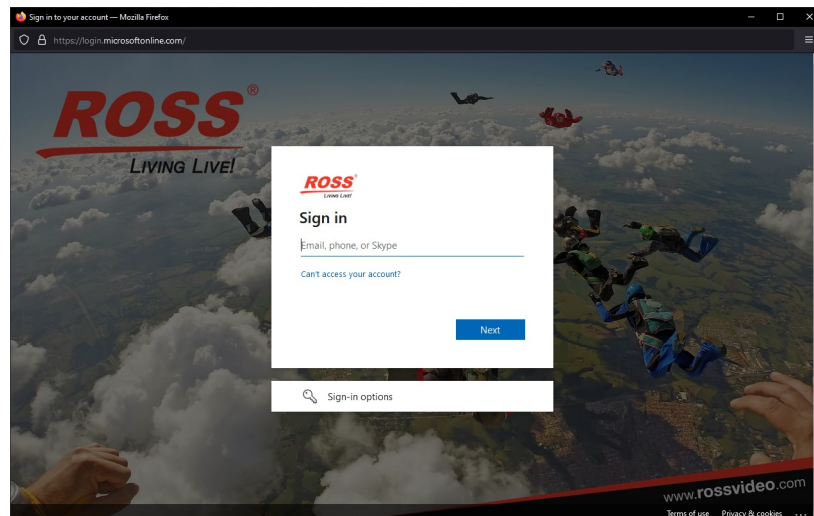 Sign in to your account — Mozilla Firefox
https://login.microsoftonline.com/
ROSS®
LIVING LIVE!
ROSS
LIVING LIVE!
Sign in
Email, phone, or Skype
Can't access your account?
Next
Sign-in options
www.rossvideo.com
Terms of use Privacy & cookies ...